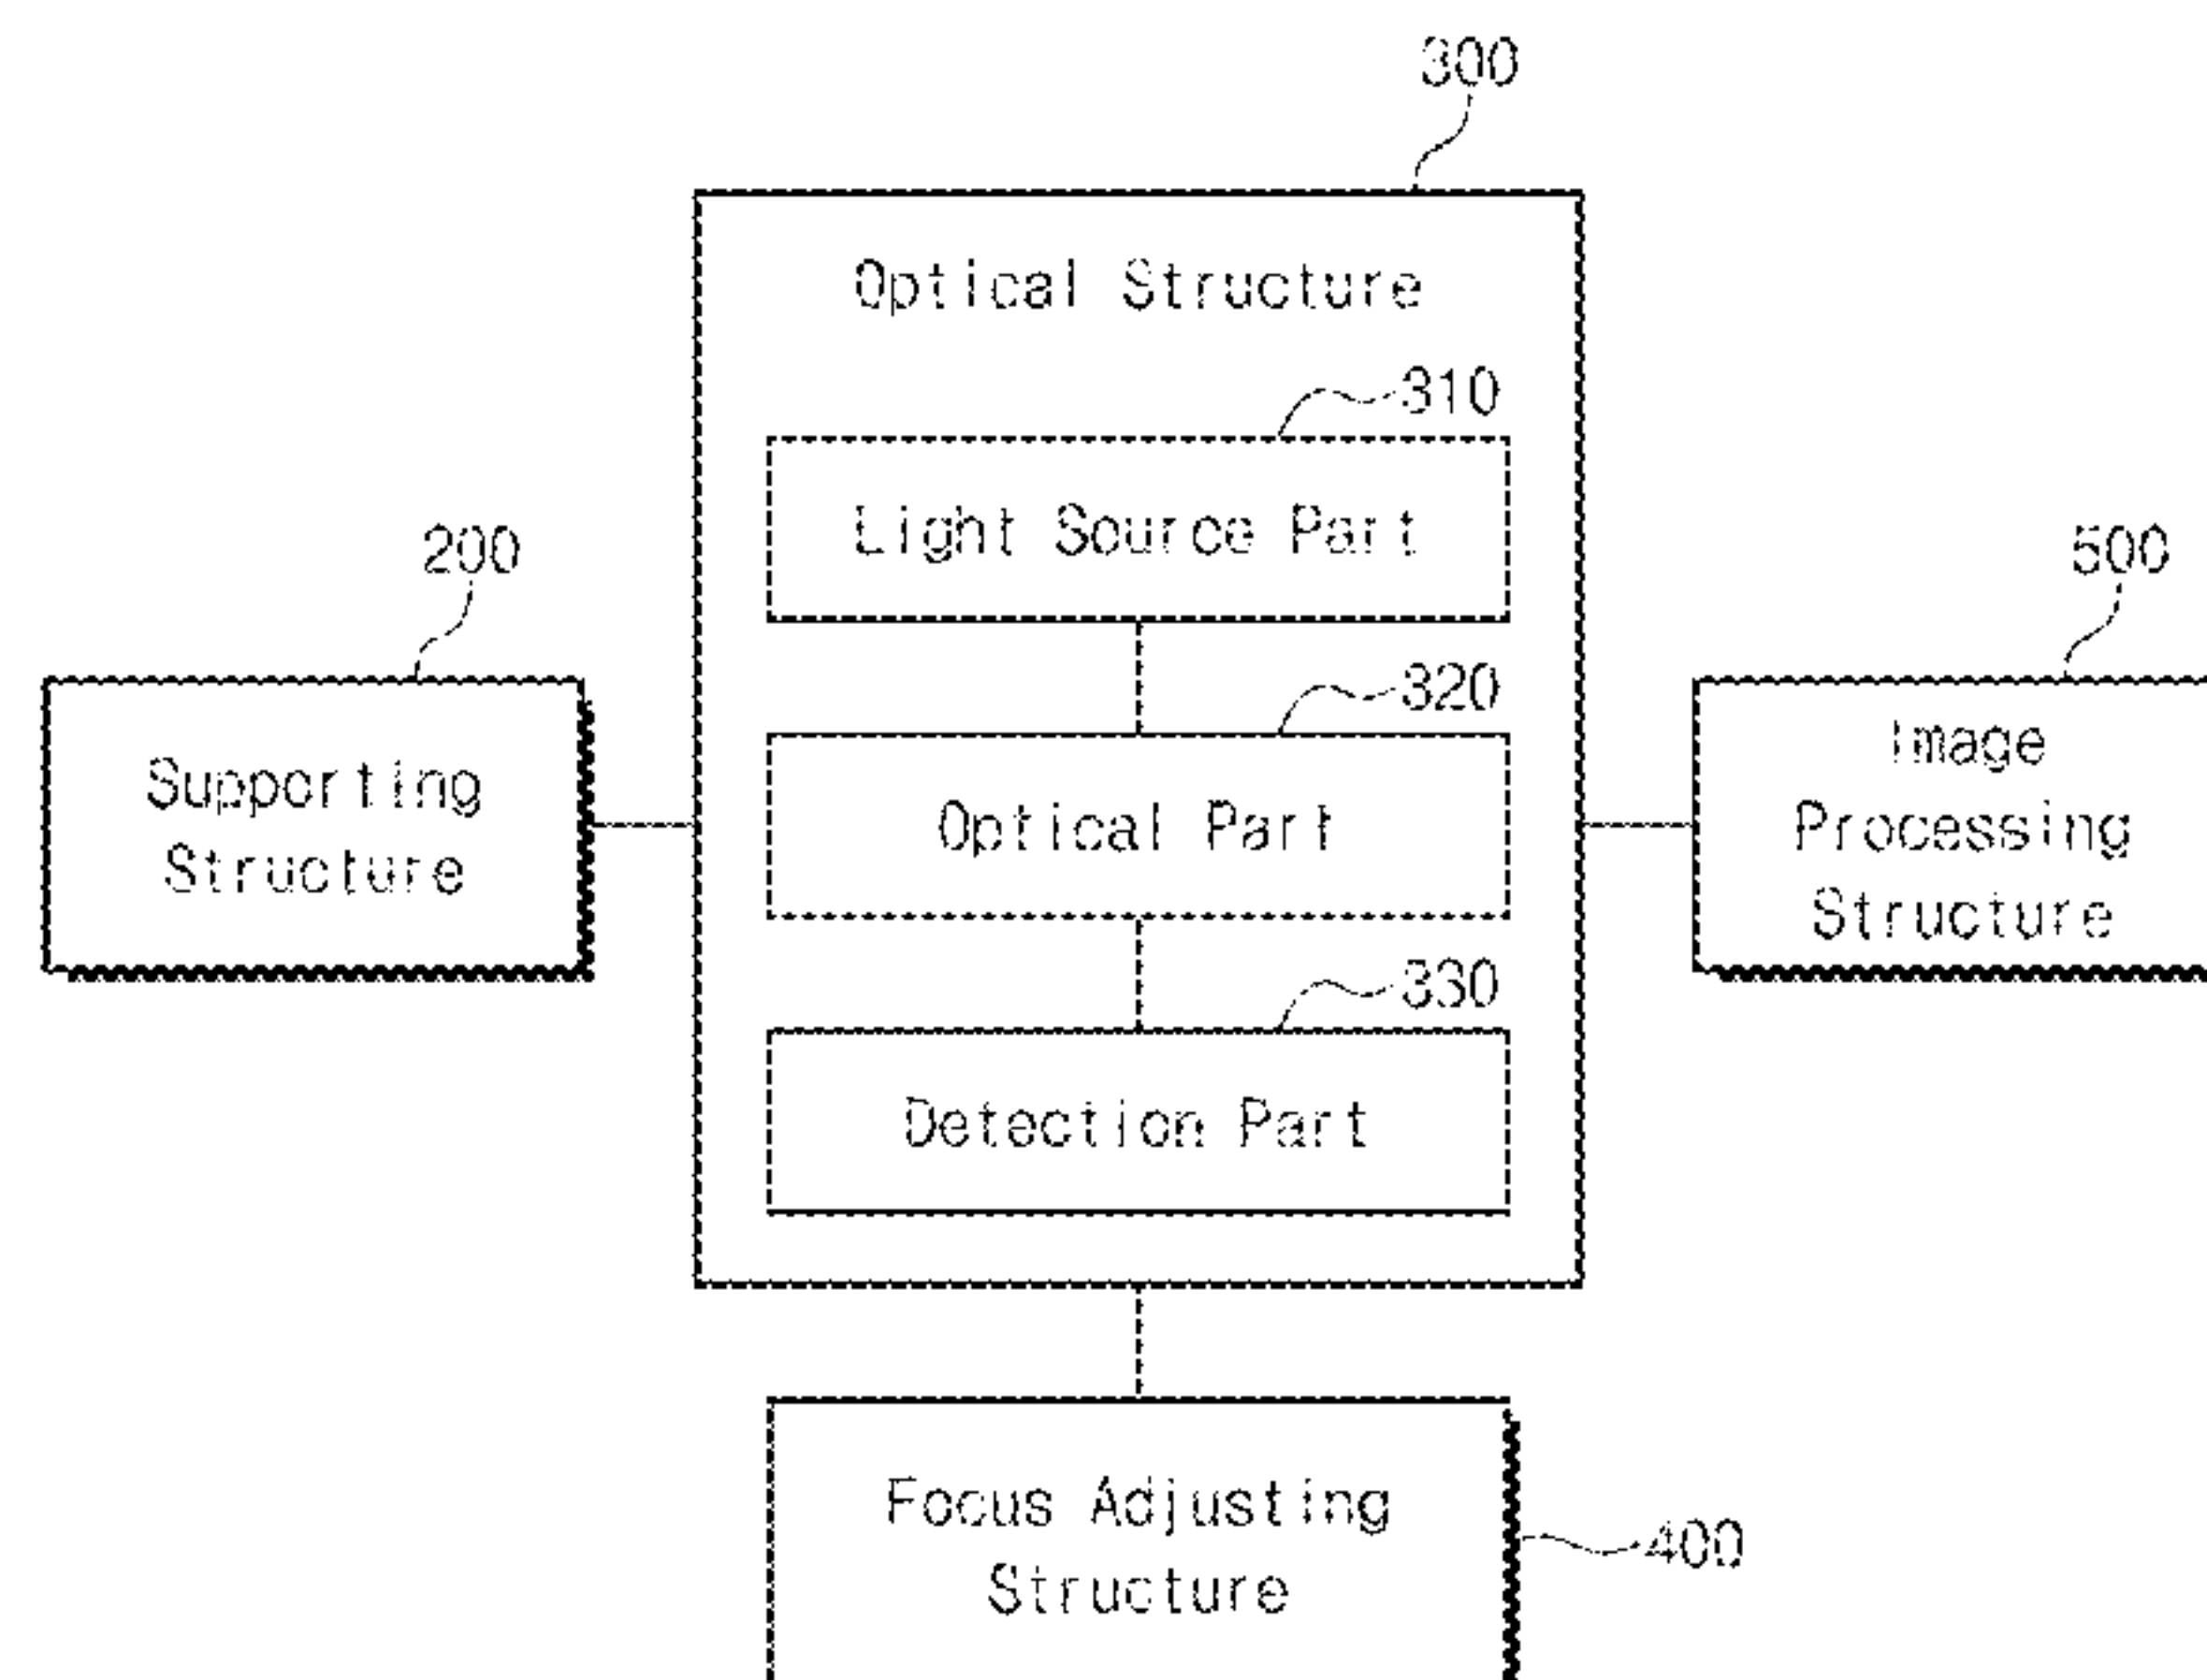 300
Optical Structure
310
Light Source Part
200
500
320
Supporting
Structure
Optical Part
Image
Processing
Structure
330
Detection Part
Focus Adjusting
Structure
400